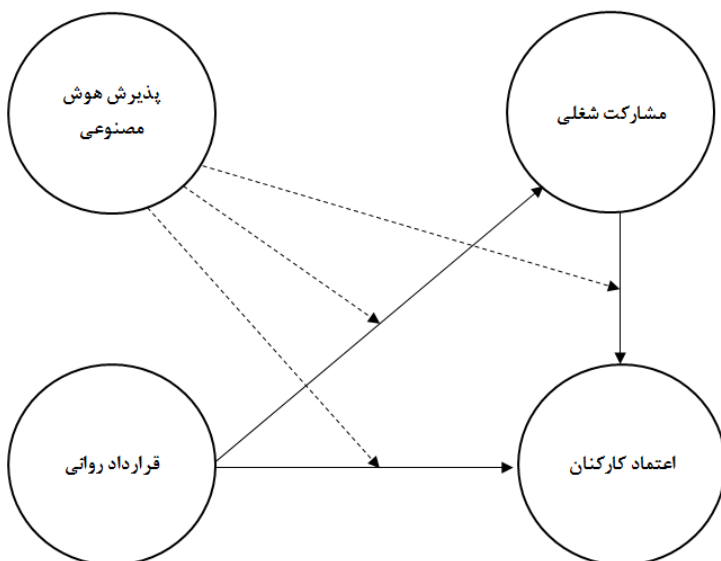 پذیرش هوش
مصنوعی
مشارکت شغلی
قرارداد روانی
اعتماد کارکنان